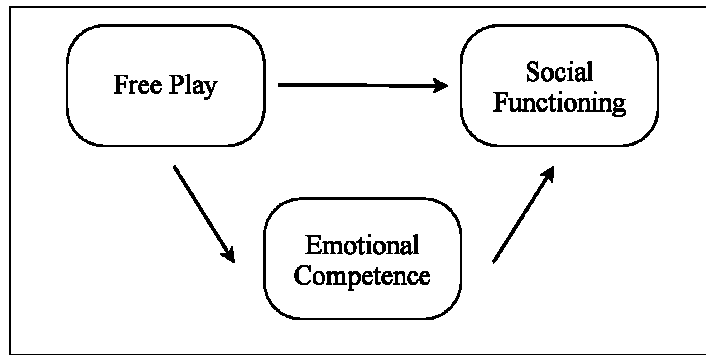 Free Play
Social
Functioning
Emotional
Competence